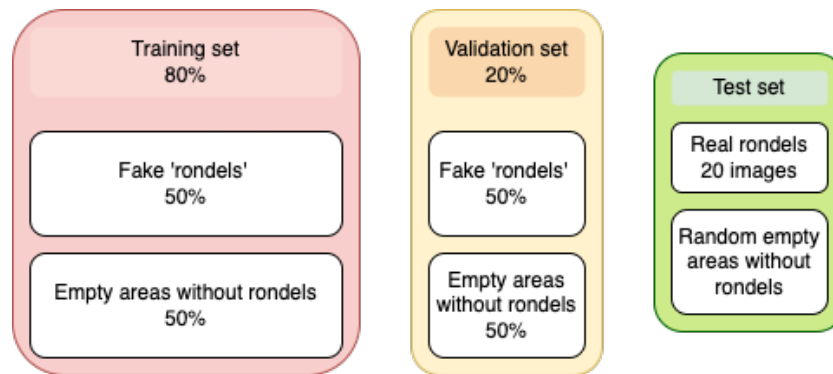 Training set
80%
Fake 'rondels'
50%
Empty areas without rondels
50%
Validation set
20%
Fake 'rondels'
50%
Empty areas
without rondels
50%
Test set
Real rondels
20 images
Random empty
areas without
rondels